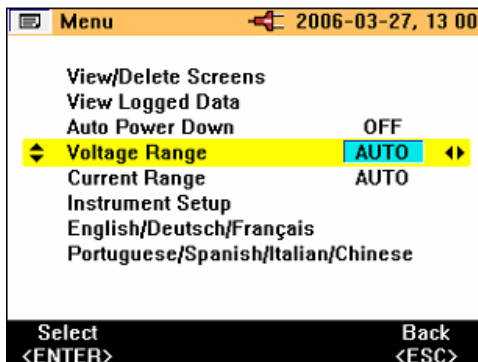 Menu 2006-03-27, 13 00
View/Delete Screens
View Logged Data
Auto Power Down OFF
Voltage Range AUTO
Current Range AUTO
Instrument Setup
English/Deutsch/Français
Portuguese/Spanish/Italian/Chinese
Select Back
<ENTER> <ESC>